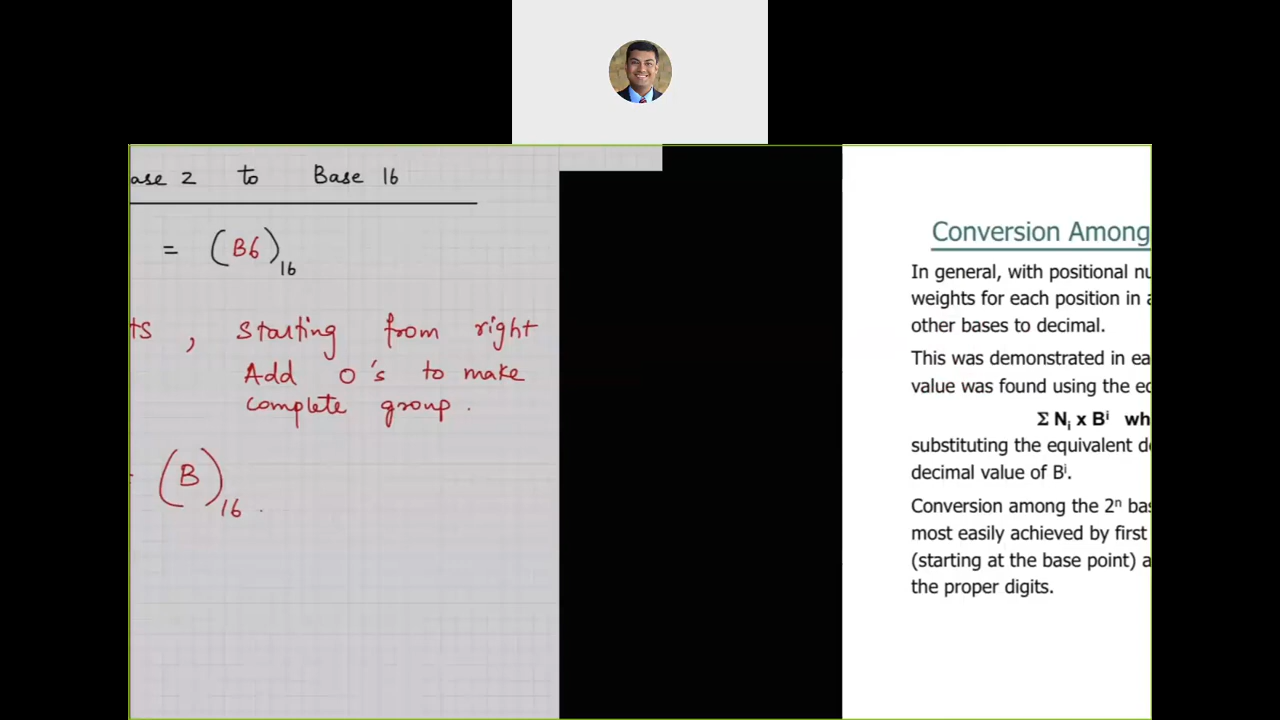 ase 2 to Base 16
= (B6)16
ts , starting from right
Add 0's to make
complete group.
(B)16
Conversion Among
In general, with positional nu
weights for each position in a
other bases to decimal.
This was demonstrated in ea
value was found using the eq
Σ Ni x Bⁱ wh
substituting the equivalent de
decimal value of Bⁱ.
Conversion among the 2ⁿ bas
most easily achieved by first
(starting at the base point) a
the proper digits.